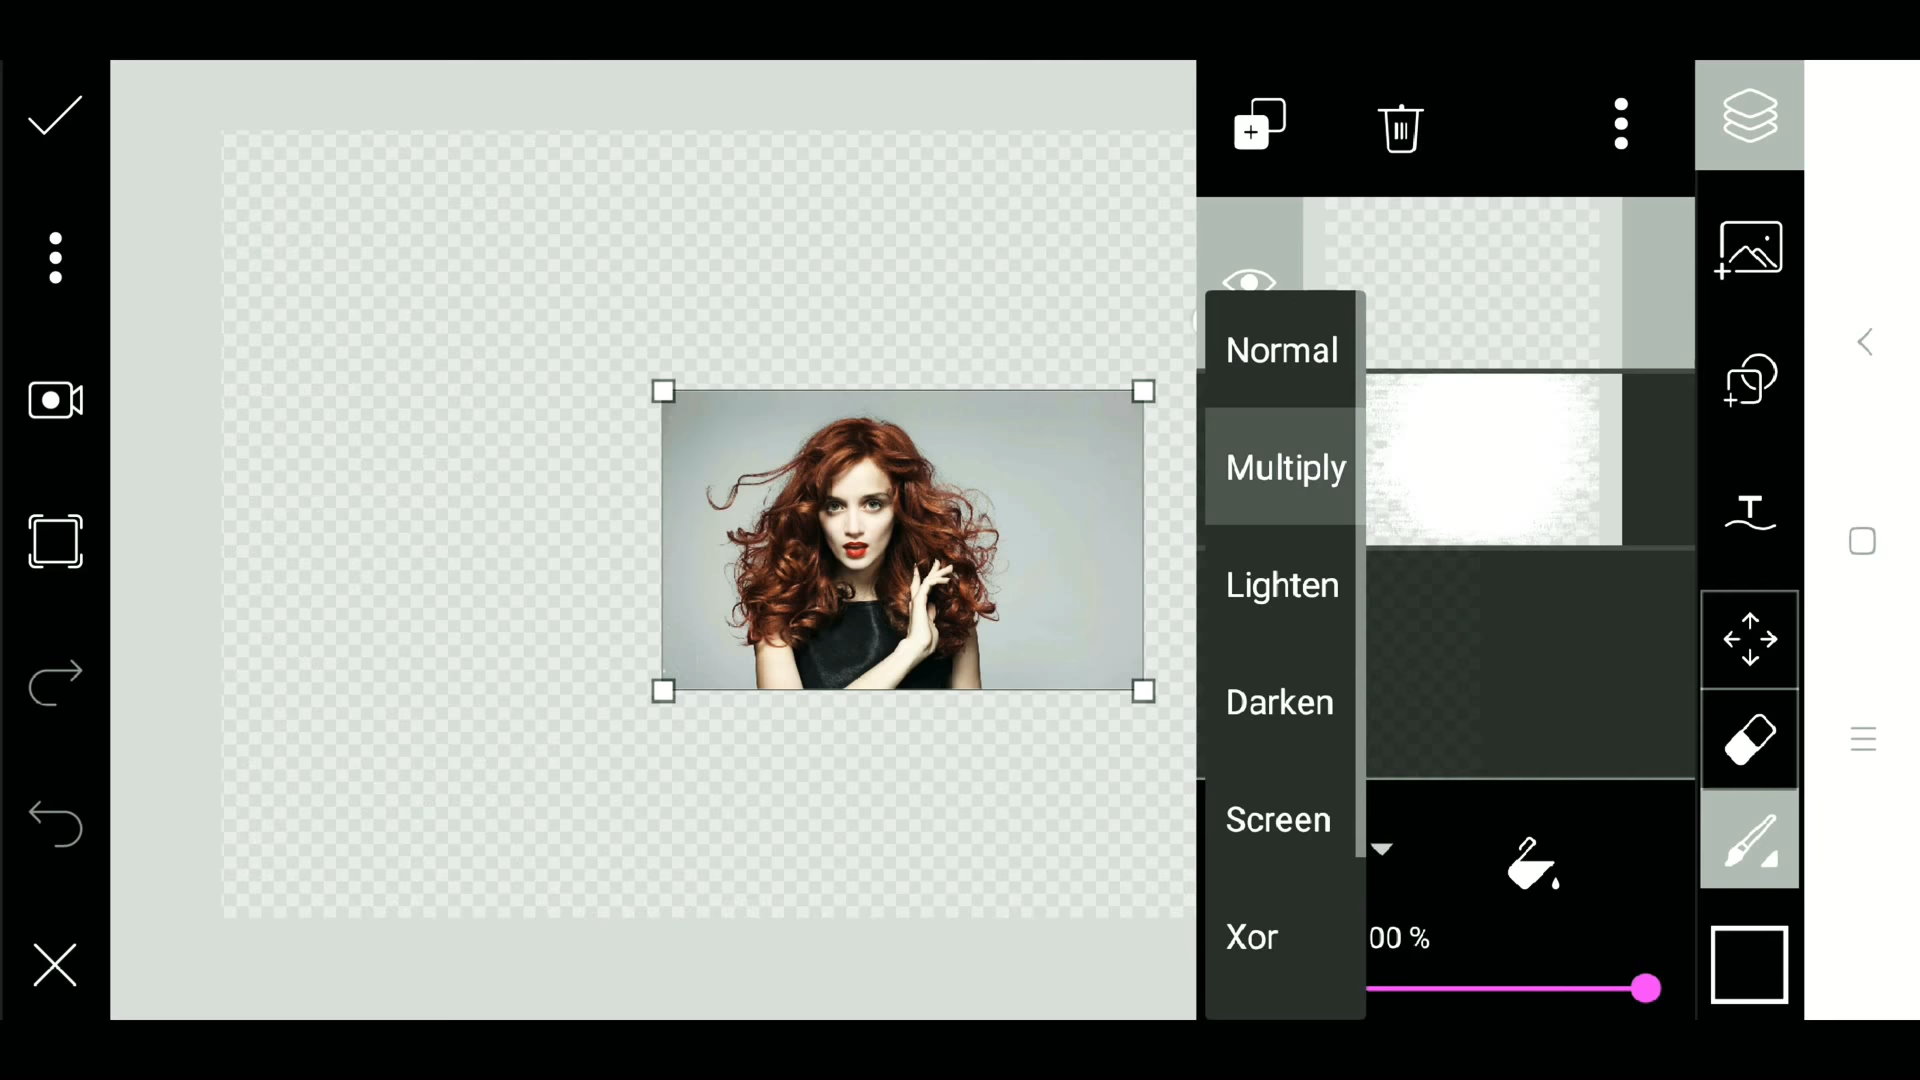 Normal
Multiply
Lighten
Darken
Screen
Xor
00 %
T